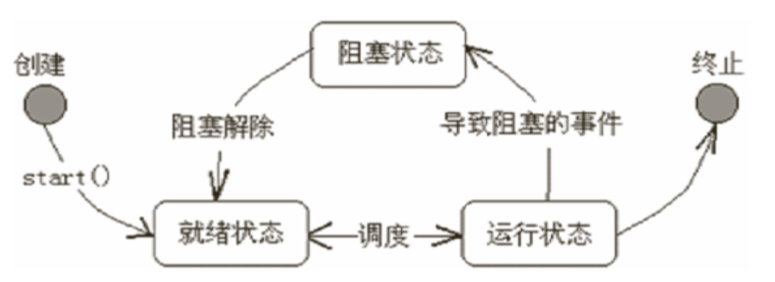 创建
阻塞状态
终止
阻塞解除
导致阻塞的事件
start()
就绪状态
调度
运行状态